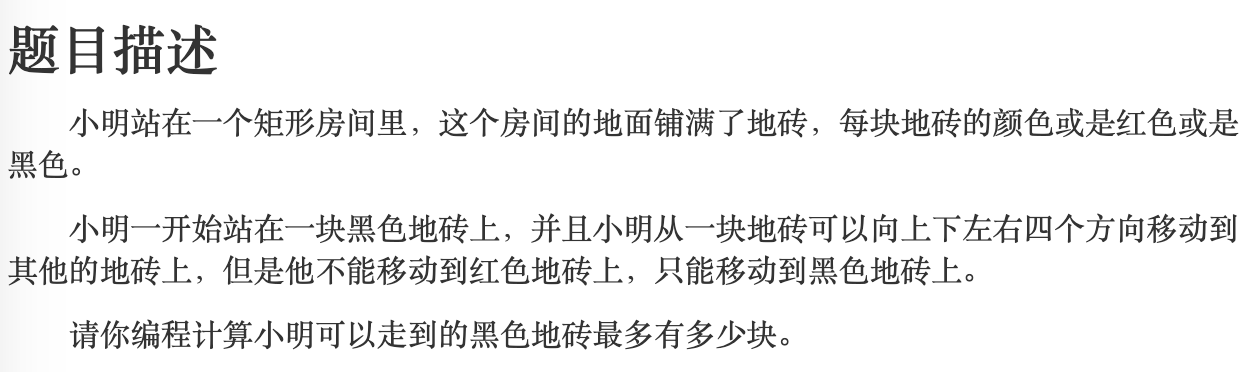 题目描述
小明站在一个矩形房间里，这个房间的地面铺满了地砖，每块地砖的颜色或是红色或是
黑色。
小明一开始站在一块黑色地砖上，并且小明从一块地砖可以向上下左右四个方向移动到
其他的地砖上，但是他不能移动到红色地砖上，只能移动到黑色地砖上。
请你编程计算小明可以走到的黑色地砖最多有多少块。